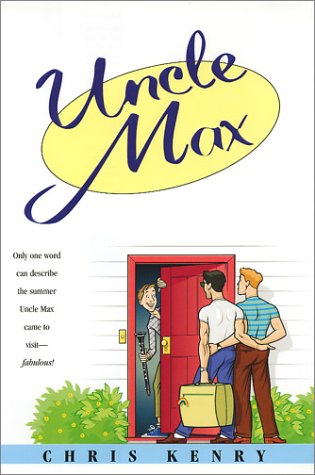 Uncle
Max
Only one word
can describe
the summer
Uncle Max
came to
visit—
fabulous!
CHRIS KENRY